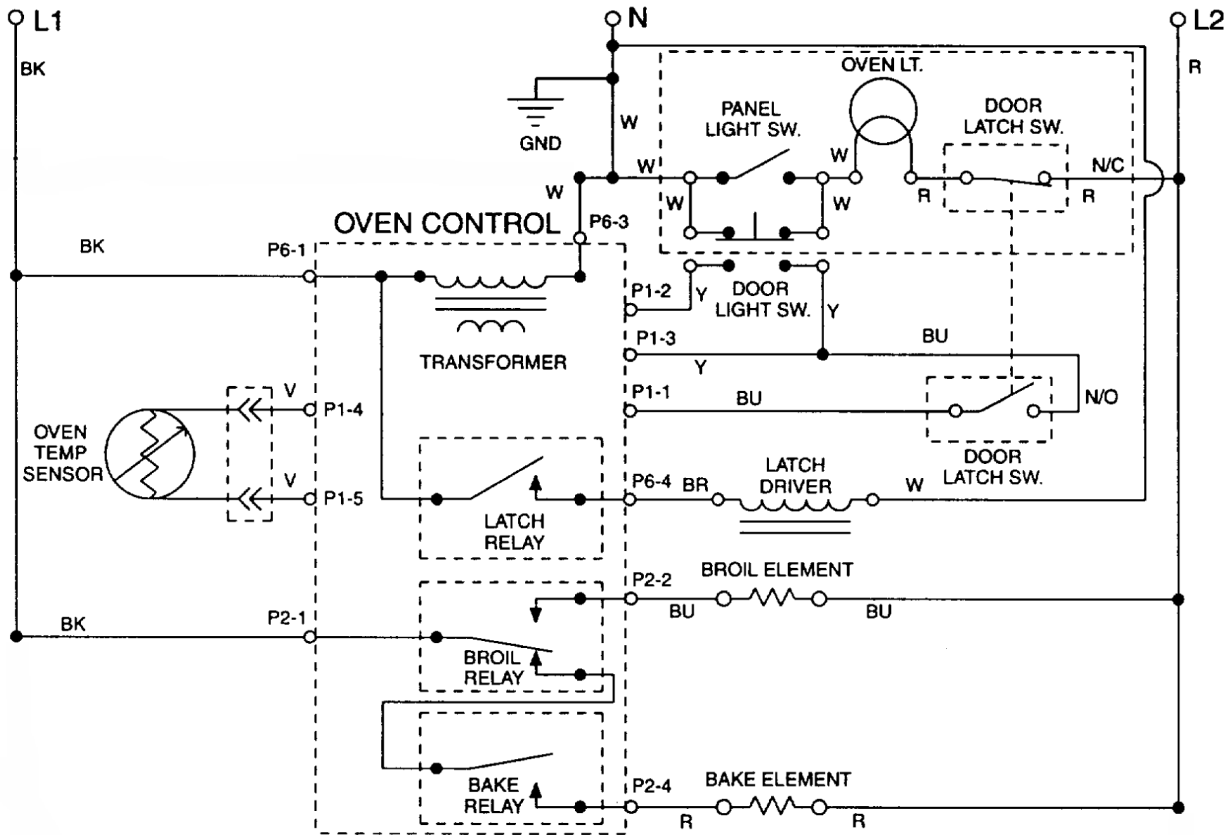 L1
N
L2
BK
R
OVEN LT.
PANEL
LIGHT SW.
DOOR
LATCH SW.
GND
W
W
W
W
R
N/C
R
W
W
W
OVEN CONTROL
P6-3
BK
P6-1
P1-2
Y
DOOR
LIGHT SW.
Y
TRANSFORMER
P1-3
Y
BU
V
P1-4
P1-1
BU
N/O
OVEN
TEMP
SENSOR
DOOR
LATCH SW.
V
P1-5
LATCH
RELAY
P6-4
BR
LATCH
DRIVER
W
P2-2
BROIL ELEMENT
BU
BU
BK
P2-1
BROIL
RELAY
BAKE
RELAY
P2-4
BAKE ELEMENT
R
R